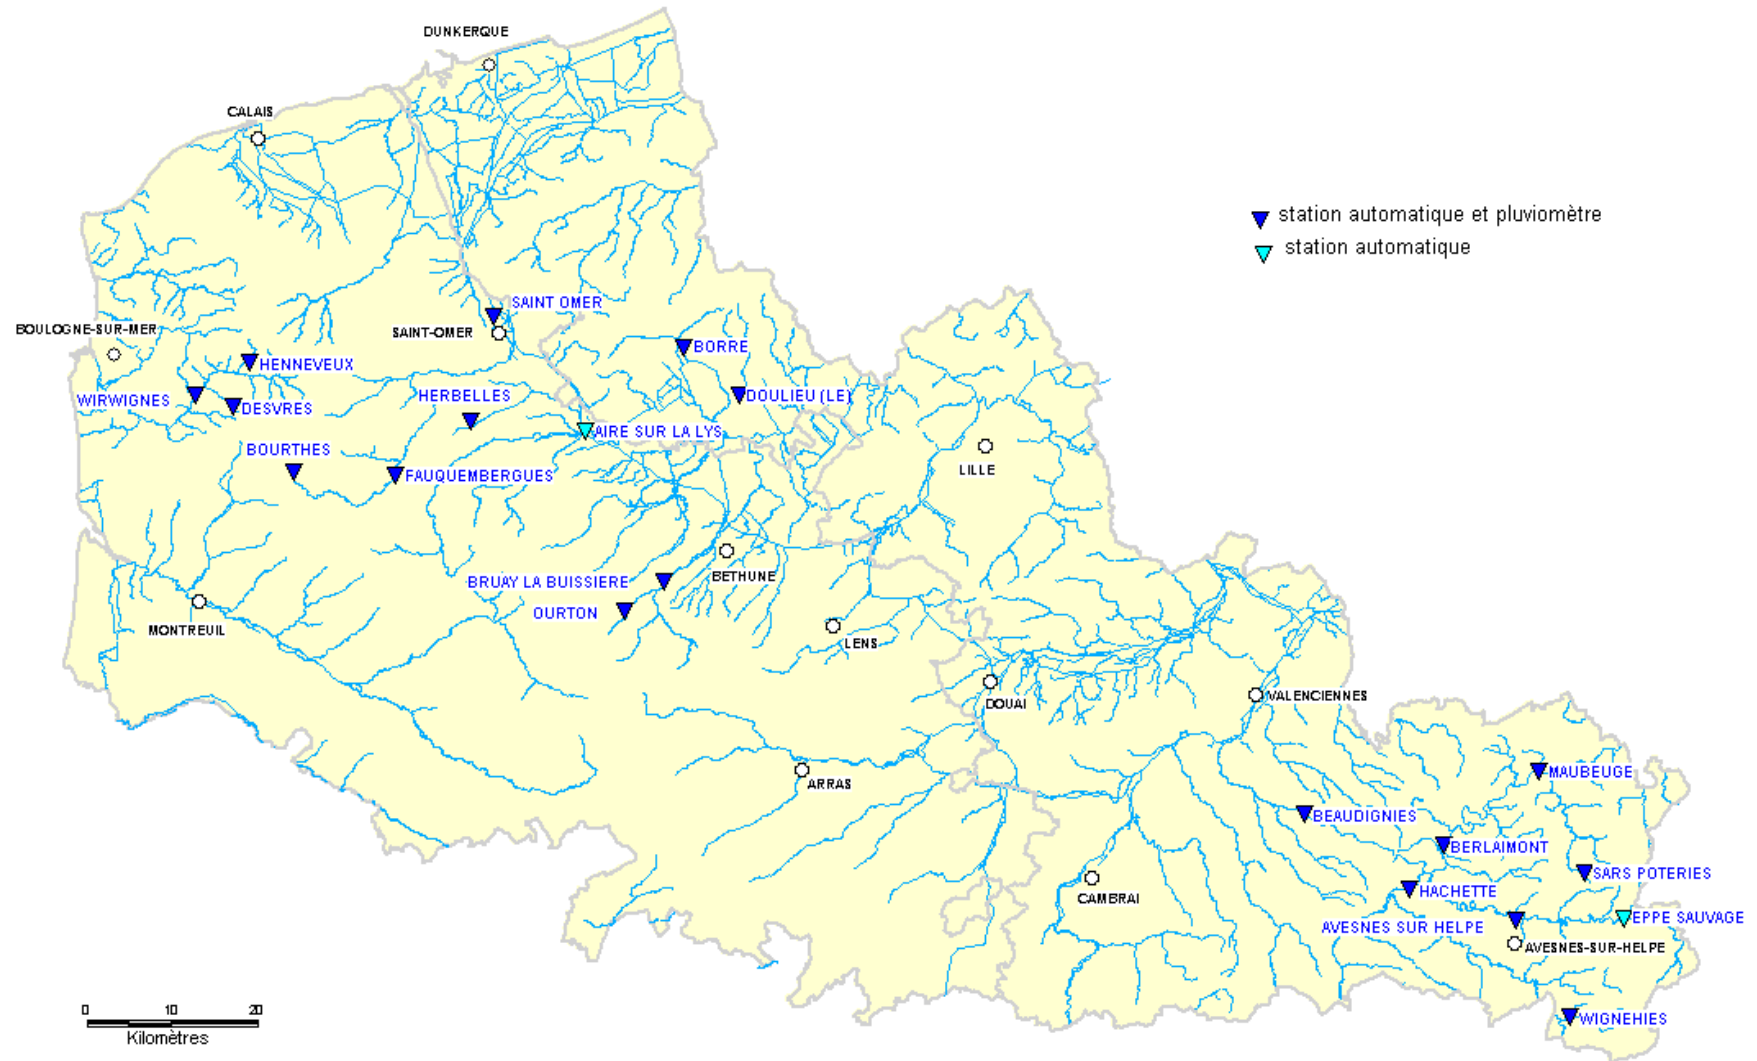 DUNKERQUE
CALAIS
station automatique et pluviomètre
station automatique
SAINT OMER
BOULOGNE-SUR-MER
SAINT-OMER
BORRE
HENNEVEUX
HERBELLES
DOULIEU (LE)
WIRWIGNES
DESVRES
AIRE SUR LA LYS
BOURTHES
LILLE
FAUQUEMBERGUES
BRUAY LA BUISSIERE
BETHUNE
OURTON
MONTREUIL
LENS
VALENCIENNES
DOUAI
MAUBEUGE
ARRAS
BEAUDIGNIES
BERLAIMONT
SARS POTERIES
HACHETTE
CAMBRAI
EPPE SAUVAGE
AVESNES SUR HELPE
AVESNES-SUR-HELPE
0 10 20
WIGNEHIES
Kilomètres